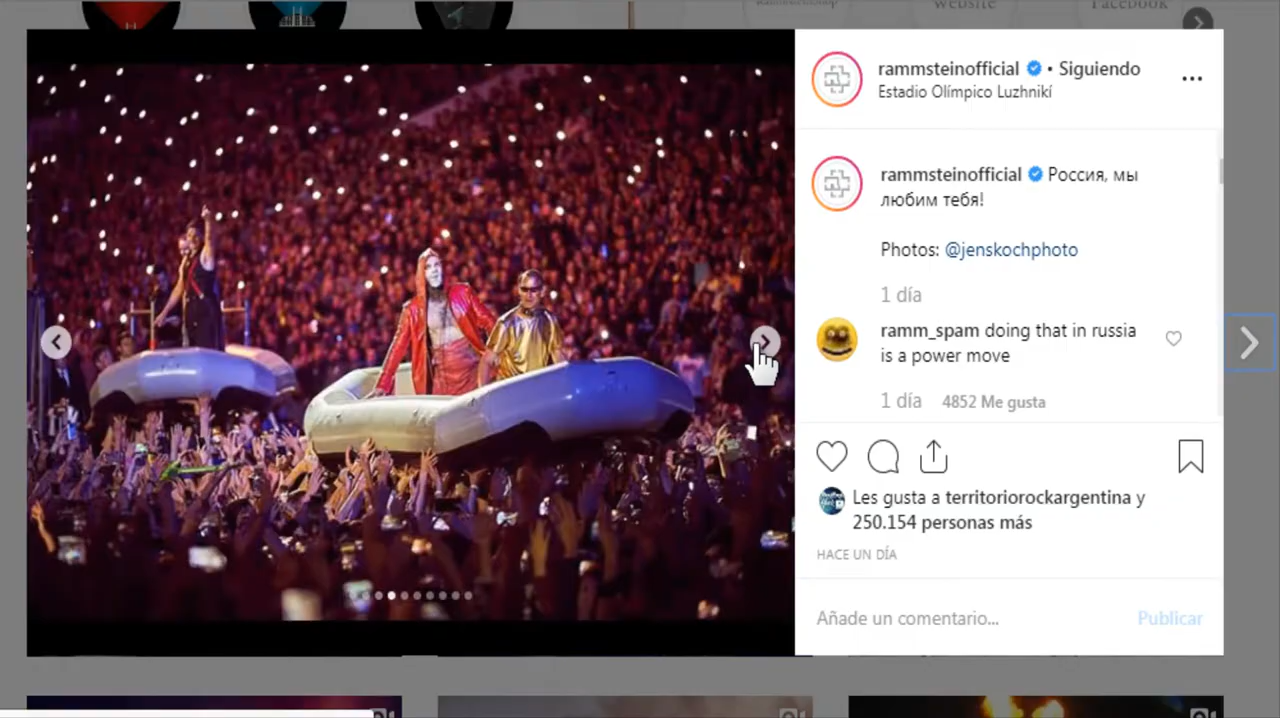 website
Facebook
rammsteinofficial • Siguiendo
Estadio Olímpico Luzhnikí
rammsteinofficial Россия, мы
любим тебя!
Photos: @jenskochphoto
1 día
ramm_spam doing that in russia
is a power move
1 día 4852 Me gusta
Les gusta a territoriorockargentina y
250.154 personas más
HACE UN DÍA
Añade un comentario... Publicar